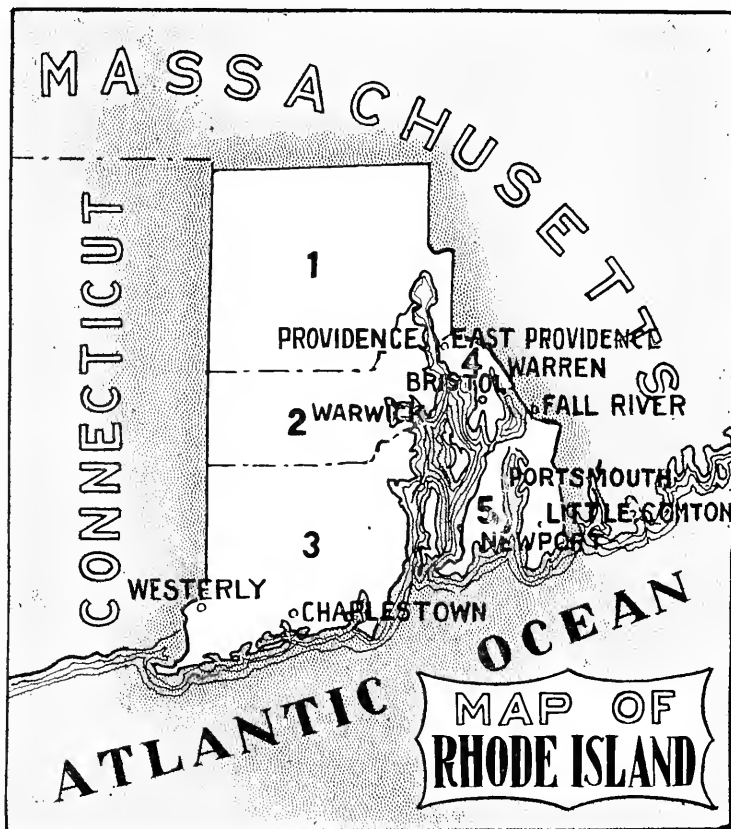 MASSACHUSETTS
CONNECTICUT
1
PROVIDENCE
EAST PROVIDENCE
4
WARREN
BRISTOL
2
WARWICK
FALL RIVER
PORTSMOUTH
5
LITTLE COMTON
NEWPORT
3
WESTERLY
CHARLESTOWN
ATLANTIC OCEAN
MAP OF
RHODE ISLAND